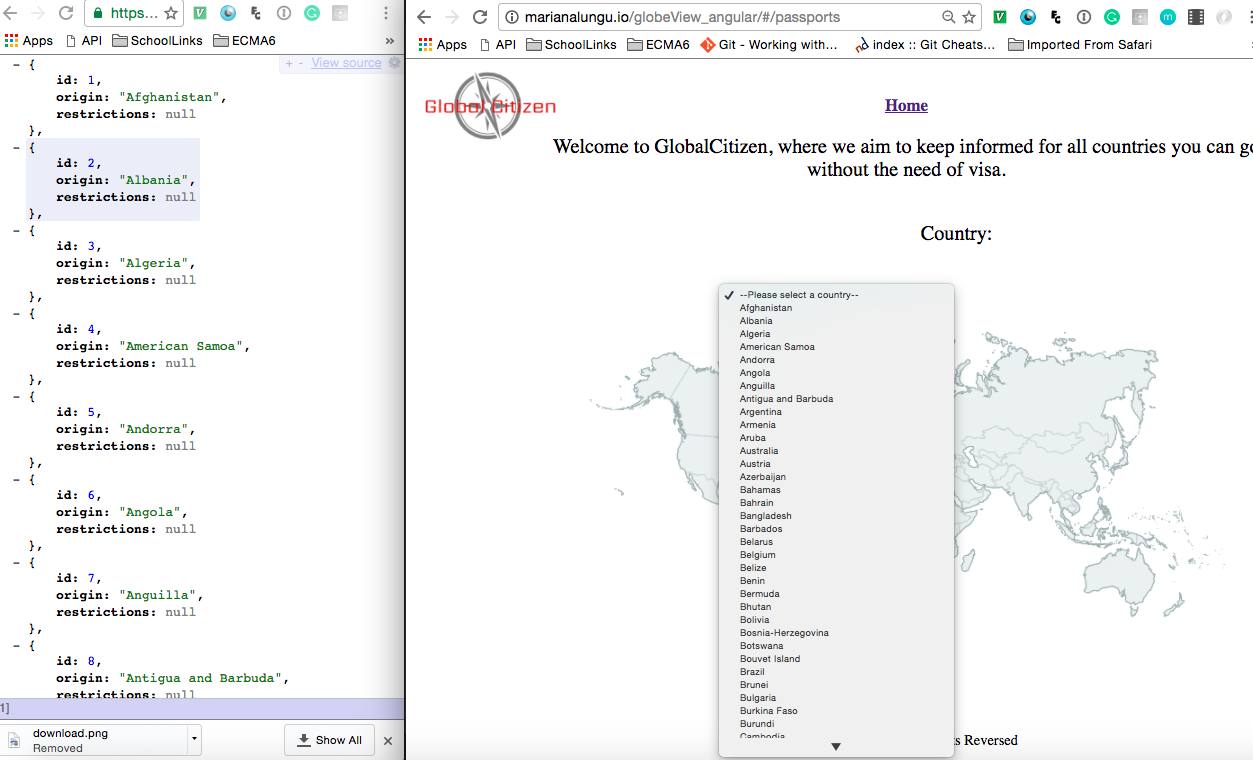 https...
Apps API SchoolLinks ECMA6 »
+ - View source
- {
id: 1,
origin: "Afghanistan",
restrictions: null
},
- {
id: 2,
origin: "Albania",
restrictions: null
},
- {
id: 3,
origin: "Algeria",
restrictions: null
},
- {
id: 4,
origin: "American Samoa",
restrictions: null
},
- {
id: 5,
origin: "Andorra",
restrictions: null
},
- {
id: 6,
origin: "Angola",
restrictions: null
},
- {
id: 7,
origin: "Anguilla",
restrictions: null
},
- {
id: 8,
origin: "Antigua and Barbuda",
restrictions: null
1]
download.png
Removed
Show All
marianalungu.io/globeView_angular/#/passports
Apps API SchoolLinks ECMA6 Git - Working with... index :: Git Cheats... Imported From Safari
Global Citizen
Home
Welcome to GlobalCitizen, where we aim to keep informed for all countries you can go
without the need of visa.
Country:
--Please select a country--
Afghanistan
Albania
Algeria
American Samoa
Andorra
Angola
Anguilla
Antigua and Barbuda
Argentina
Armenia
Aruba
Australia
Austria
Azerbaijan
Bahamas
Bahrain
Bangladesh
Barbados
Belarus
Belgium
Belize
Benin
Bermuda
Bhutan
Bolivia
Bosnia-Herzegovina
Botswana
Bouvet Island
Brazil
Brunei
Bulgaria
Burkina Faso
Burundi
Cambodia
s Reversed